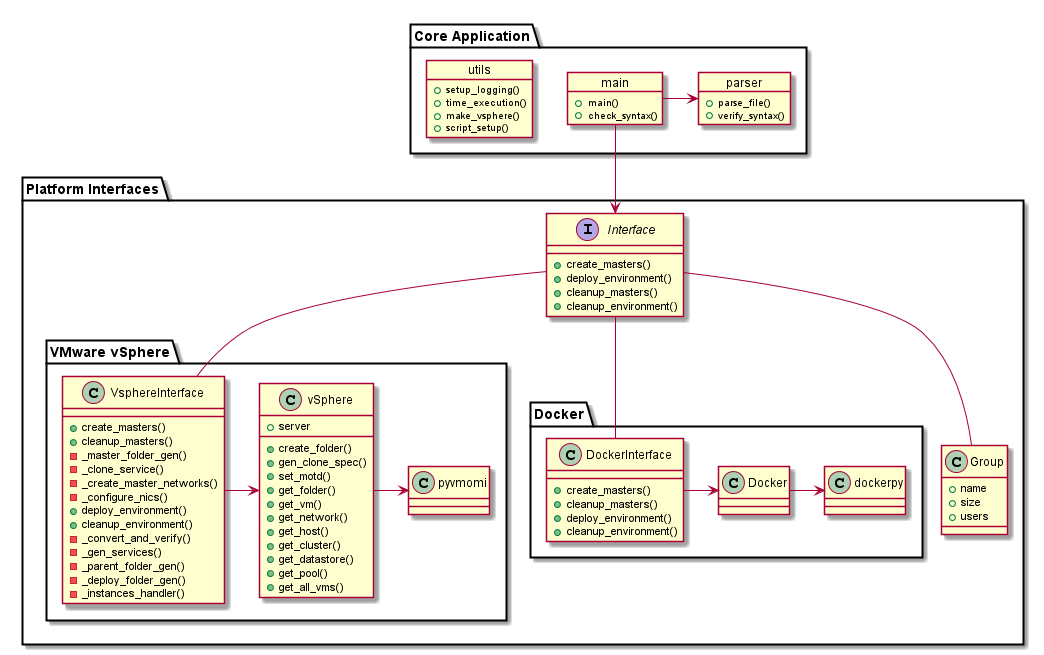 Core Application
utils
setup_logging()
time_execution()
make_vsphere()
script_setup()
main
main()
check_syntax()
parser
parse_file()
verify_syntax()
Platform Interfaces
I
Interface
create_masters()
deploy_environment()
cleanup_masters()
cleanup_environment()
VMware vSphere
C
VsphereInterface
create_masters()
cleanup_masters()
_master_folder_gen()
_clone_service()
_create_master_networks()
_configure_nics()
deploy_environment()
cleanup_environment()
_convert_and_verify()
_gen_services()
_parent_folder_gen()
_deploy_folder_gen()
_instances_handler()
C
vSphere
server
create_folder()
gen_clone_spec()
set_motd()
get_folder()
get_vm()
get_network()
get_host()
get_cluster()
get_datastore()
get_pool()
get_all_vms()
C
pyvmomi
Docker
C
DockerInterface
create_masters()
cleanup_masters()
deploy_environment()
cleanup_environment()
C
Docker
C
dockerpy
C
Group
name
size
users